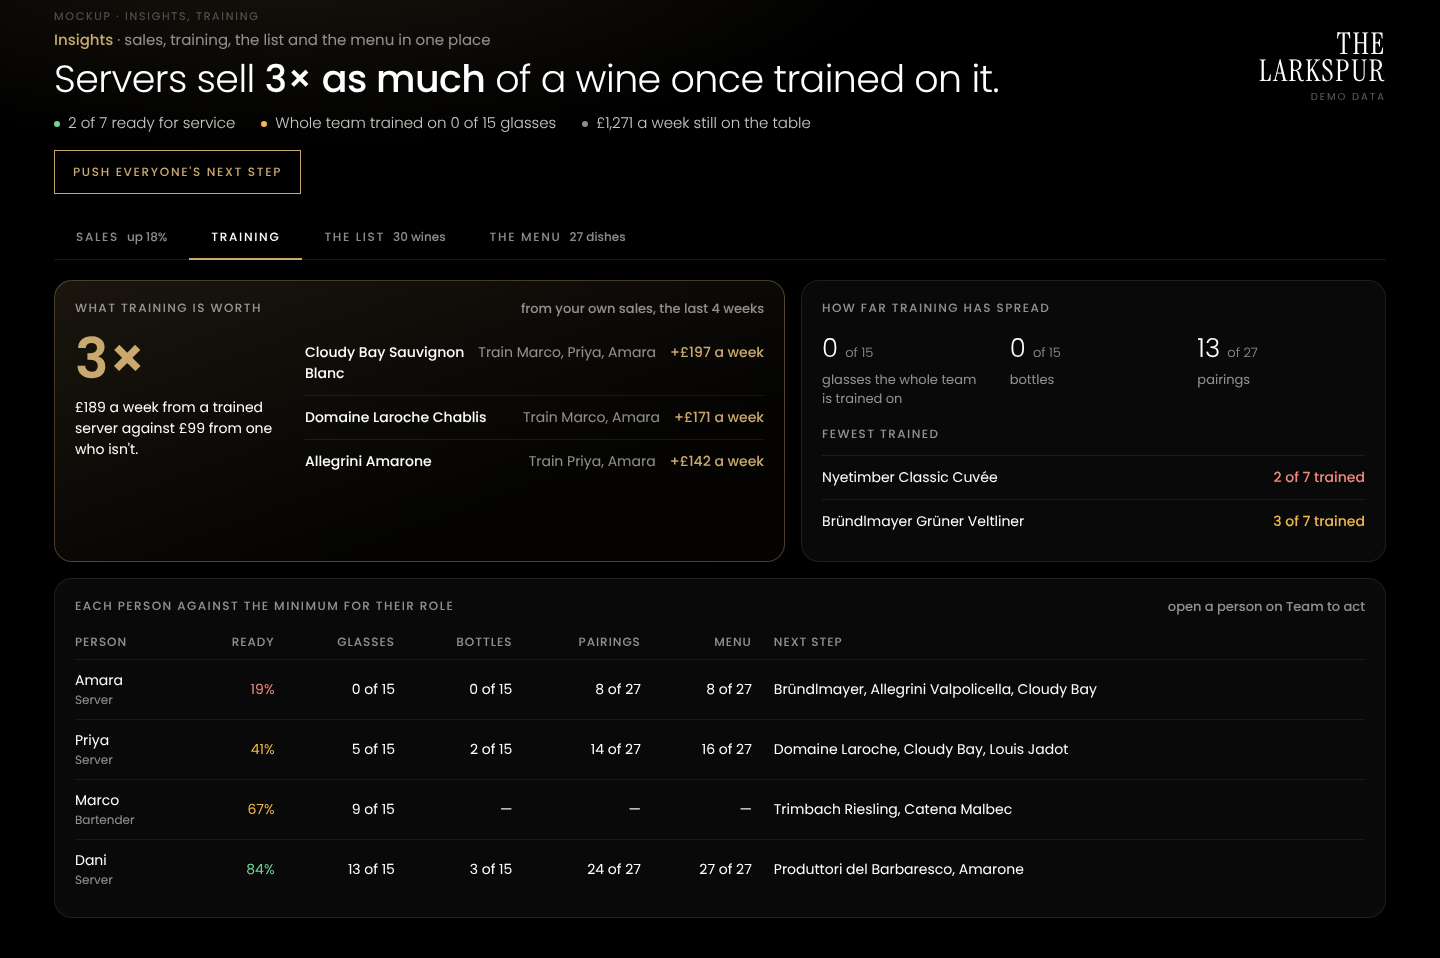 MOCKUP · INSIGHTS, TRAINING
Insights · sales, training, the list and the menu in one place
Servers sell 3× as much of a wine once trained on it.
2 of 7 ready for service
Whole team trained on 0 of 15 glasses
£1,271 a week still on the table
THE
LARKSPUR
DEMO DATA
PUSH EVERYONE'S NEXT STEP
SALES up 18%
TRAINING
THE LIST 30 wines
THE MENU 27 dishes
WHAT TRAINING IS WORTH
from your own sales, the last 4 weeks
3×
£189 a week from a trained
server against £99 from one
who isn't.
Cloudy Bay Sauvignon
Blanc
Train Marco, Priya, Amara
+£197 a week
Domaine Laroche Chablis
Train Marco, Amara
+£171 a week
Allegrini Amarone
Train Priya, Amara
+£142 a week
HOW FAR TRAINING HAS SPREAD
0 of 15
glasses the whole team
is trained on
0 of 15
bottles
13 of 27
pairings
FEWEST TRAINED
Nyetimber Classic Cuvée
2 of 7 trained
Bründlmayer Grüner Veltliner
3 of 7 trained
EACH PERSON AGAINST THE MINIMUM FOR THEIR ROLE
open a person on Team to act
PERSON READY GLASSES BOTTLES PAIRINGS MENU NEXT STEP
Amara
Server
19% 0 of 15 0 of 15 8 of 27 8 of 27 Bründlmayer, Allegrini Valpolicella, Cloudy Bay
Priya
Server
41% 5 of 15 2 of 15 14 of 27 16 of 27 Domaine Laroche, Cloudy Bay, Louis Jadot
Marco
Bartender
67% 9 of 15 — — — Trimbach Riesling, Catena Malbec
Dani
Server
84% 13 of 15 3 of 15 24 of 27 27 of 27 Produttori del Barbaresco, Amarone